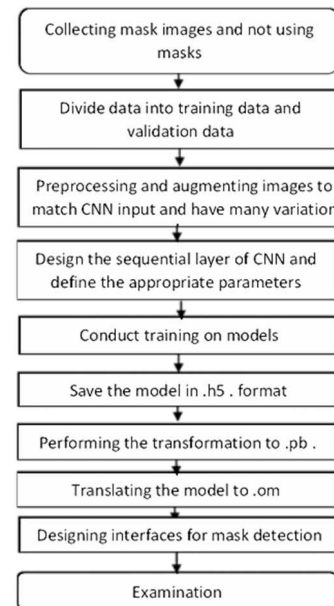 Collecting mask images and not using
masks
Divide data into training data and
validation data
Preprocessing and augmenting images to
match CNN input and have many variation
Design the sequential layer of CNN and
define the appropriate parameters
Conduct training on models
Save the model in .h5 . format
Performing the transformation to .pb .
Translating the model to .om
Designing interfaces for mask detection
Examination